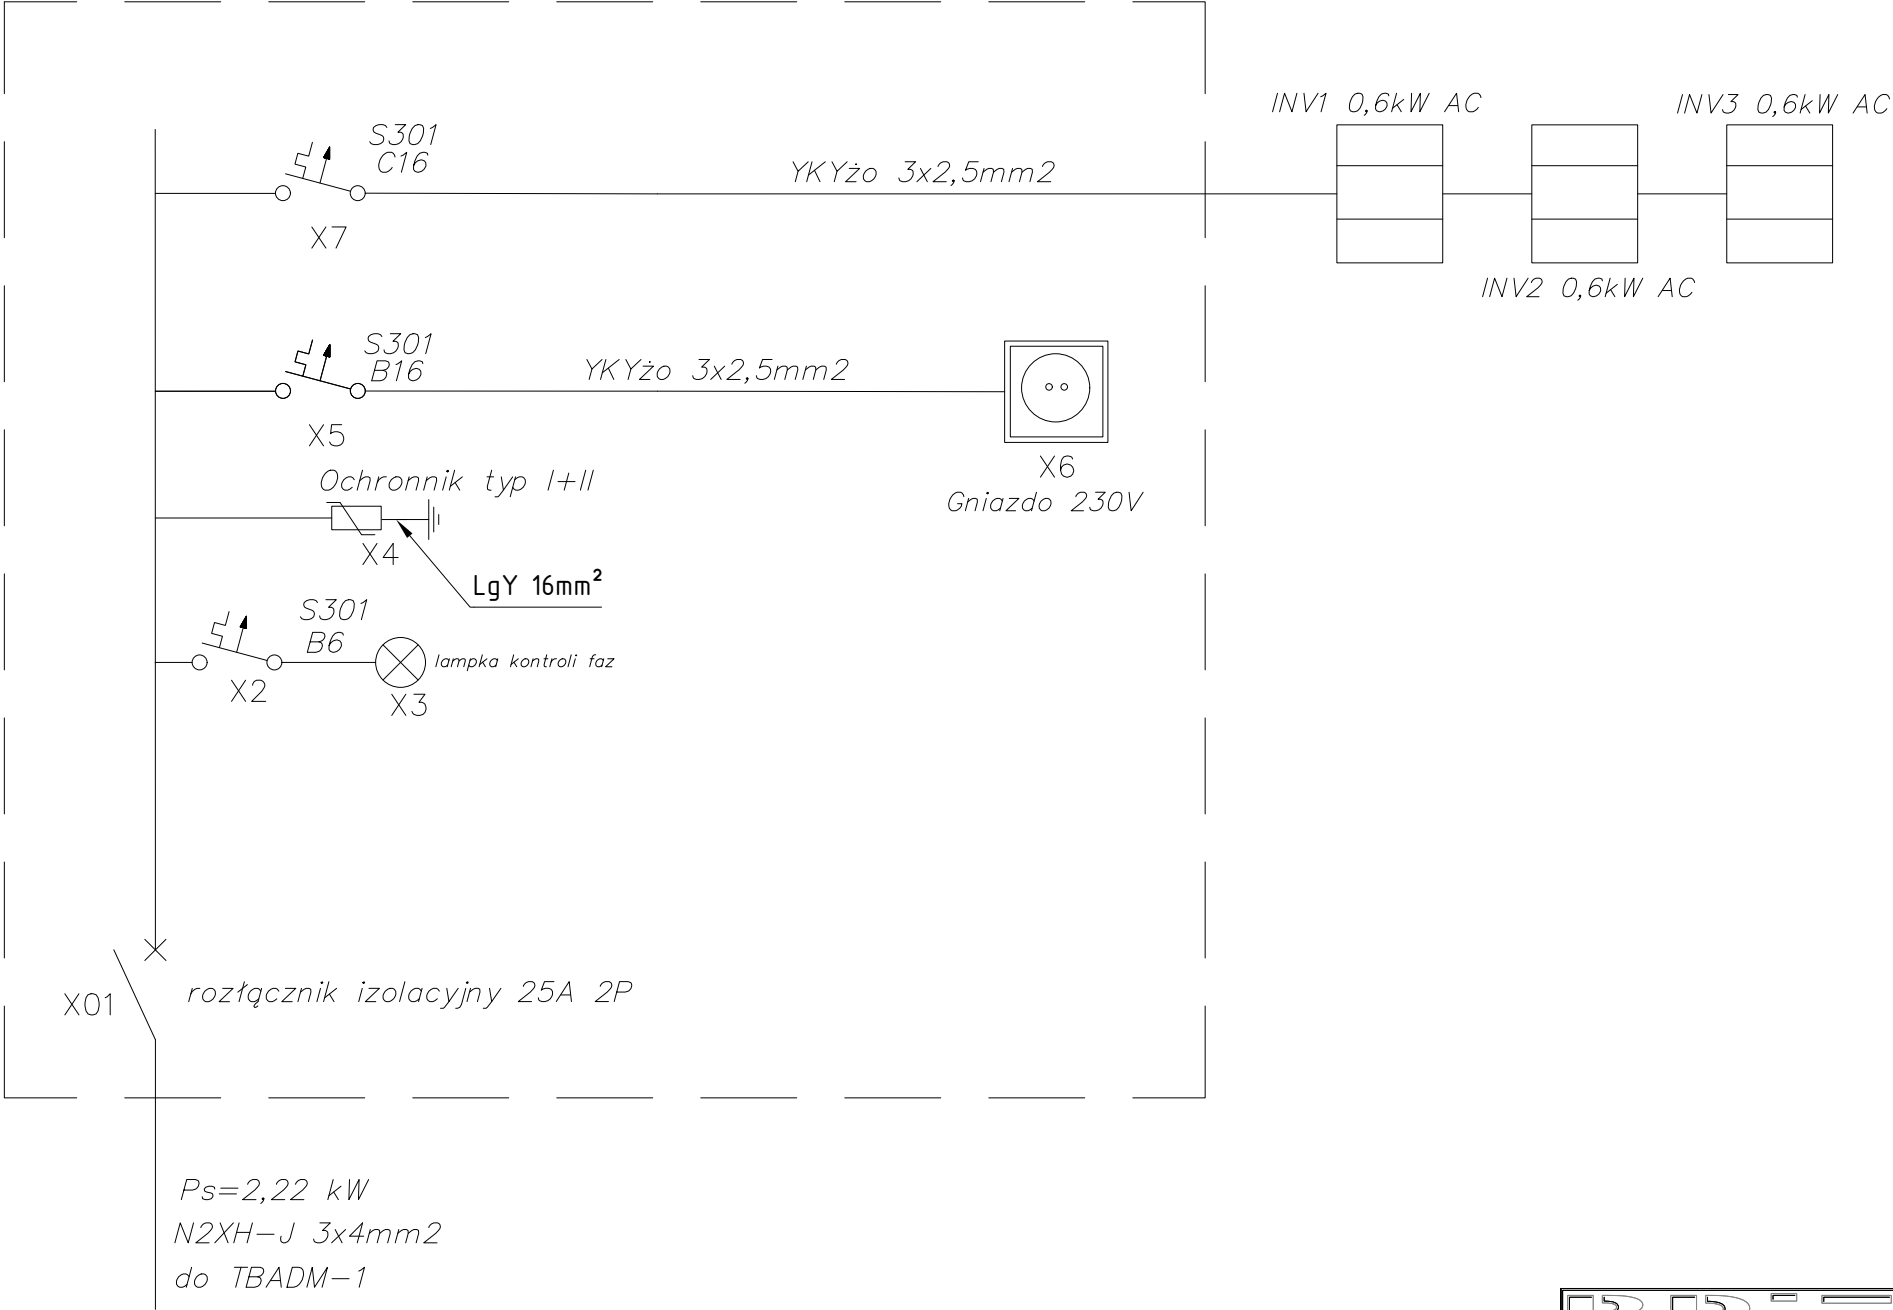 INV1 0,6kW AC
INV3 0,6kW AC
S301
C16
YKYżo 3x2,5mm2
X7
INV2 0,6kW AC
S301
B16
YKYżo 3x2,5mm2
X5
X6
Gniazdo 230V
Ochronnik typ I+II
X4
LgY 16mm²
S301
B6
lampka kontroli faz
X2
X3
X01
rozłącznik izolacyjny 25A 2P
Ps=2,22 kW
N2XH-J 3x4mm2
do TBADM-1